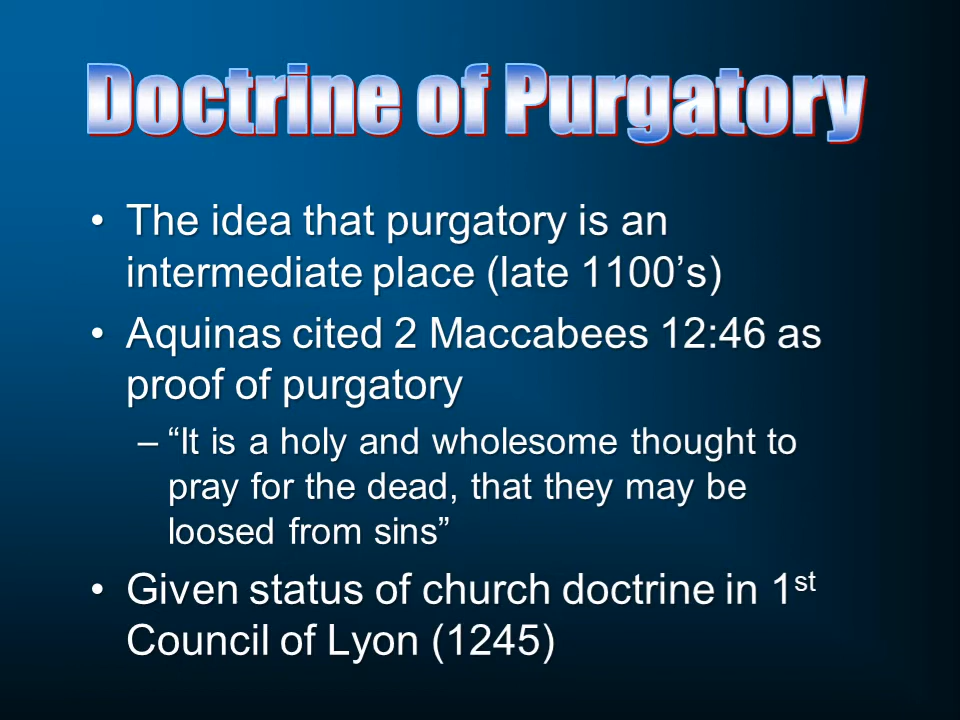 Doctrine of Purgatory
• The idea that purgatory is an
intermediate place (late 1100’s)
• Aquinas cited 2 Maccabees 12:46 as
proof of purgatory
– “It is a holy and wholesome thought to
pray for the dead, that they may be
loosed from sins”
• Given status of church doctrine in 1st
Council of Lyon (1245)